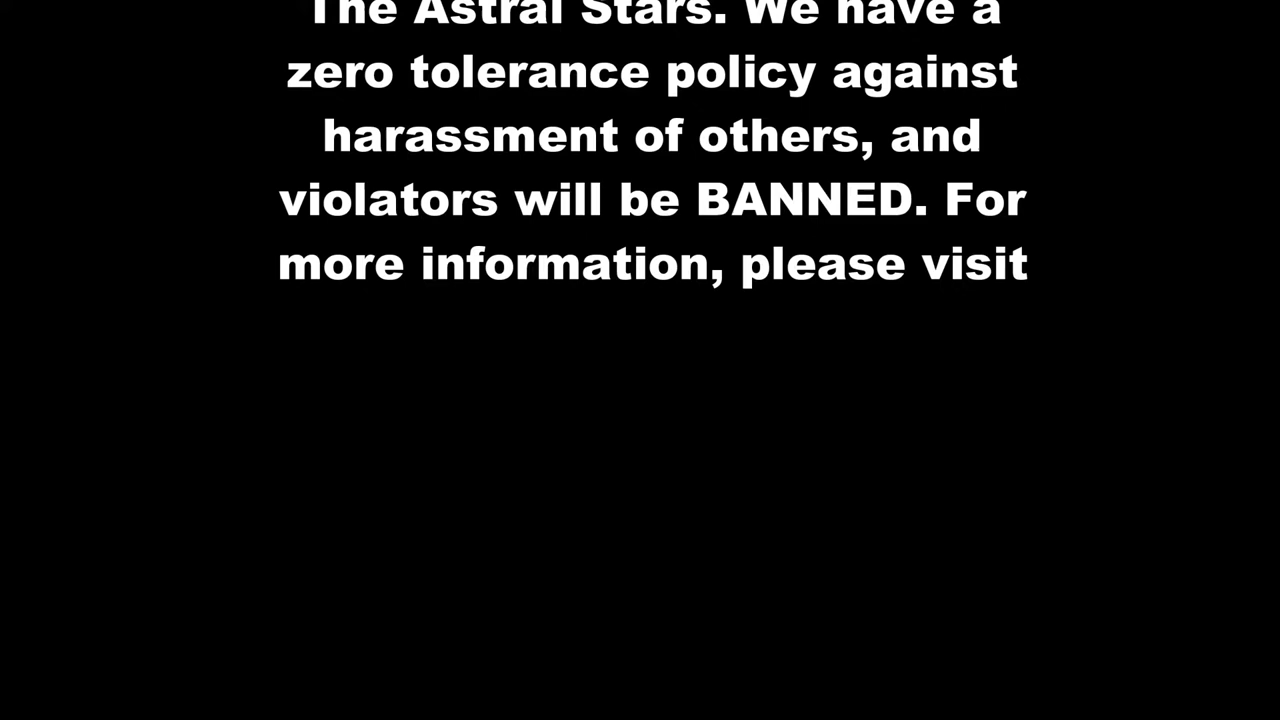 The Astral Stars. We have a
zero tolerance policy against
harassment of others, and
violators will be BANNED. For
more information, please visit